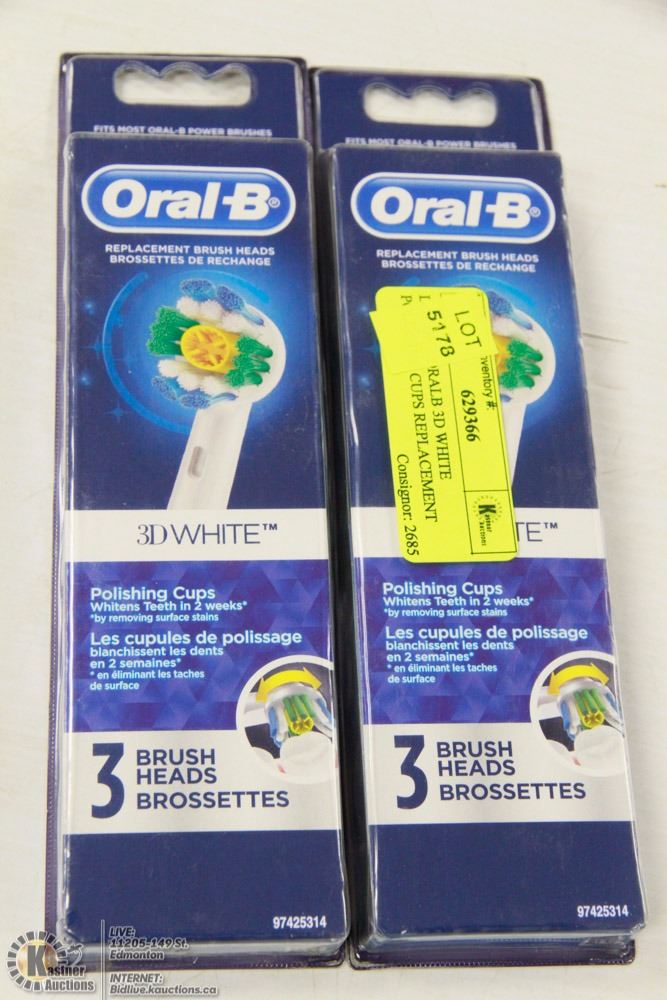 FITS MOST ORAL-B POWER BRUSHES
Oral-B®
REPLACEMENT BRUSH HEADS
BROSSETTES DE RECHANGE
3DWHITE™
Polishing Cups
Whitens Teeth in 2 weeks*
*by removing surface stains
Les cupules de polissage
blanchissent les dents
en 2 semaines*
* en éliminant les taches
de surface
3 BRUSH
HEADS
BROSSETTES
97425314
FITS MOST ORAL-B POWER BRUSHES
Oral-B®
REPLACEMENT BRUSH HEADS
BROSSETTES DE RECHANGE
LOT
5178
629366
Kastner
Auctions
ORALB 3D WHITE
CUPS REPLACEMENT
Consignor: 2685
TE™
Polishing Cups
Whitens Teeth in 2 weeks*
*by removing surface stains
Les cupules de polissage
blanchissent les dents
en 2 semaines*
* en éliminant les taches
de surface
3 BRUSH
HEADS
BROSSETTES
97425314
Kastner
Auctions
LIVE:
11205-149 St.
Edmonton
INTERNET:
Bidlive.kauctions.ca